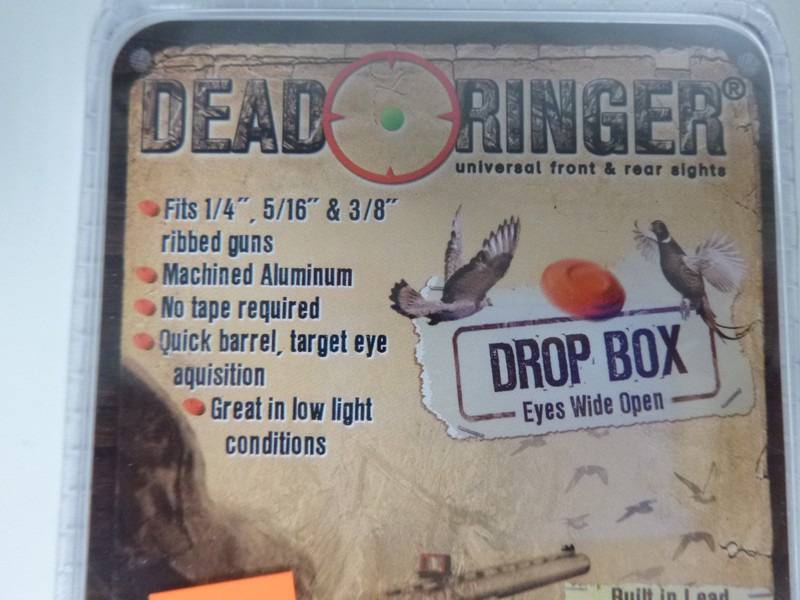 DEAD RINGER®
universal front & rear sights
Fits 1/4", 5/16" & 3/8"
ribbed guns
Machined Aluminum
No tape required
Quick barrel, target eye
aquisition
Great in low light
conditions
DROP BOX
Eyes Wide Open
Built in Lead